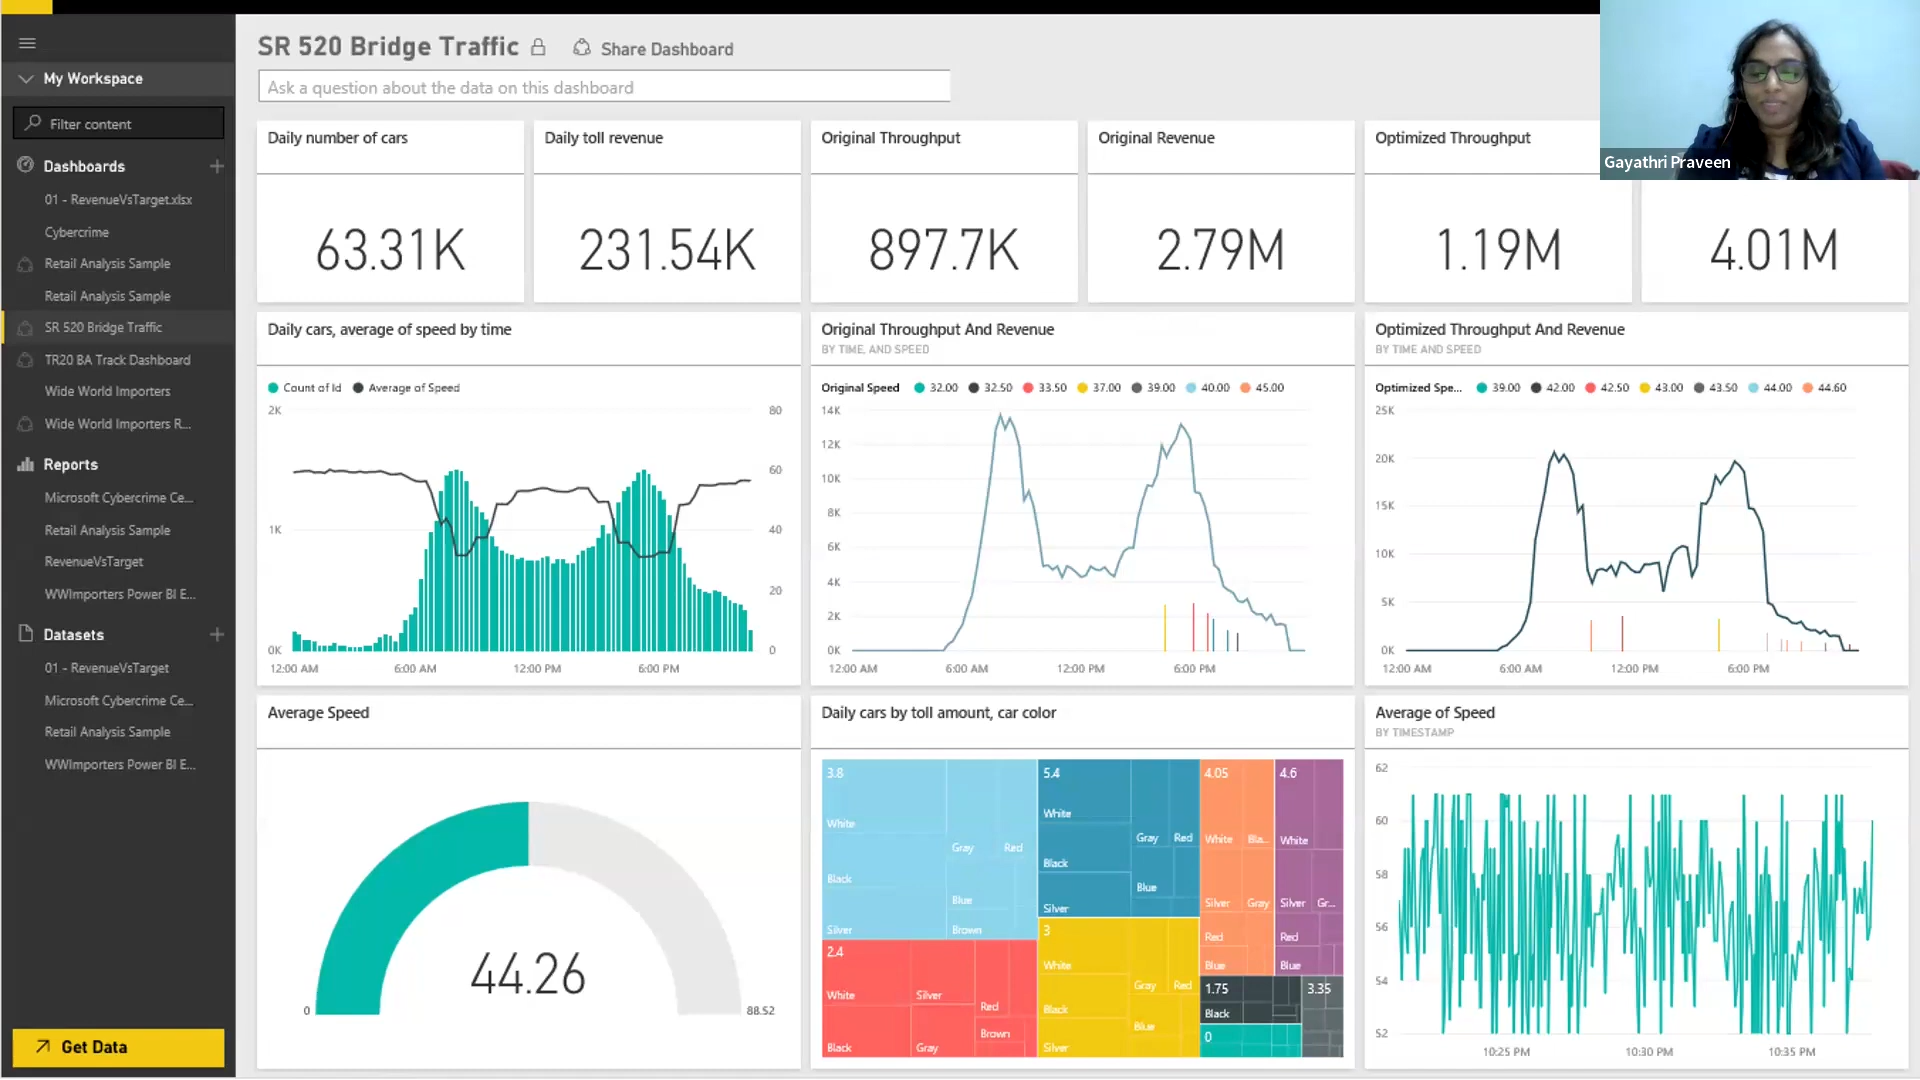 SR 520 Bridge Traffic
Share Dashboard
My Workspace
Ask a question about the data on this dashboard
Filter content
Gayathri Praveen
Dashboards
01 - RevenueVsTarget.xlsx
Cybercrime
Retail Analysis Sample
Retail Analysis Sample
SR 520 Bridge Traffic
TR20 BA Track Dashboard
Wide World Importers
Wide World Importers R...
Reports
Microsoft Cybercrime Ce...
Retail Analysis Sample
RevenueVsTarget
WWImporters Power BI E...
Datasets
01 - RevenueVsTarget
Microsoft Cybercrime Ce...
Retail Analysis Sample
WWImporters Power BI E...
Get Data
Daily number of cars
63.31K
Daily toll revenue
231.54K
Original Throughput
897.7K
Original Revenue
2.79M
Optimized Throughput
1.19M
4.01M
Daily cars, average of speed by time
Count of Id Average of Speed
2K 80
60
1K 40
20
0K 0
12:00 AM 6:00 AM 12:00 PM 6:00 PM
Original Throughput And Revenue
BY TIME, AND SPEED
Original Speed 32.00 32.50 33.50 37.00 39.00 40.00 45.00
14K
12K
10K
8K
6K
4K
2K
0K
12:00 AM 6:00 AM 12:00 PM 6:00 PM
Optimized Throughput And Revenue
BY TIME AND SPEED
Optimized Spe... 39.00 42.00 42.50 43.00 43.50 44.00 44.60
25K
20K
15K
10K
5K
0K
12:00 AM 6:00 AM 12:00 PM 6:00 PM
Average Speed
44.26
0 88.52
Daily cars by toll amount, car color
3.8
White
Gray Red
Black
Blue
Silver Brown
2.4
White Silver
Red
Brown
Black Gray
5.4
White
Gray Red
Black
Blue
Silver
3
White
Gray Red
Black
Blue
Silver
4.05
White Bla...
Silver Gray
Red
Blue
4.6
White
Silver Gr...
Red
Blue
1.75
Black
3.35
0
Average of Speed
BY TIMESTAMP
62
60
58
56
54
52
10:25 PM 10:30 PM 10:35 PM